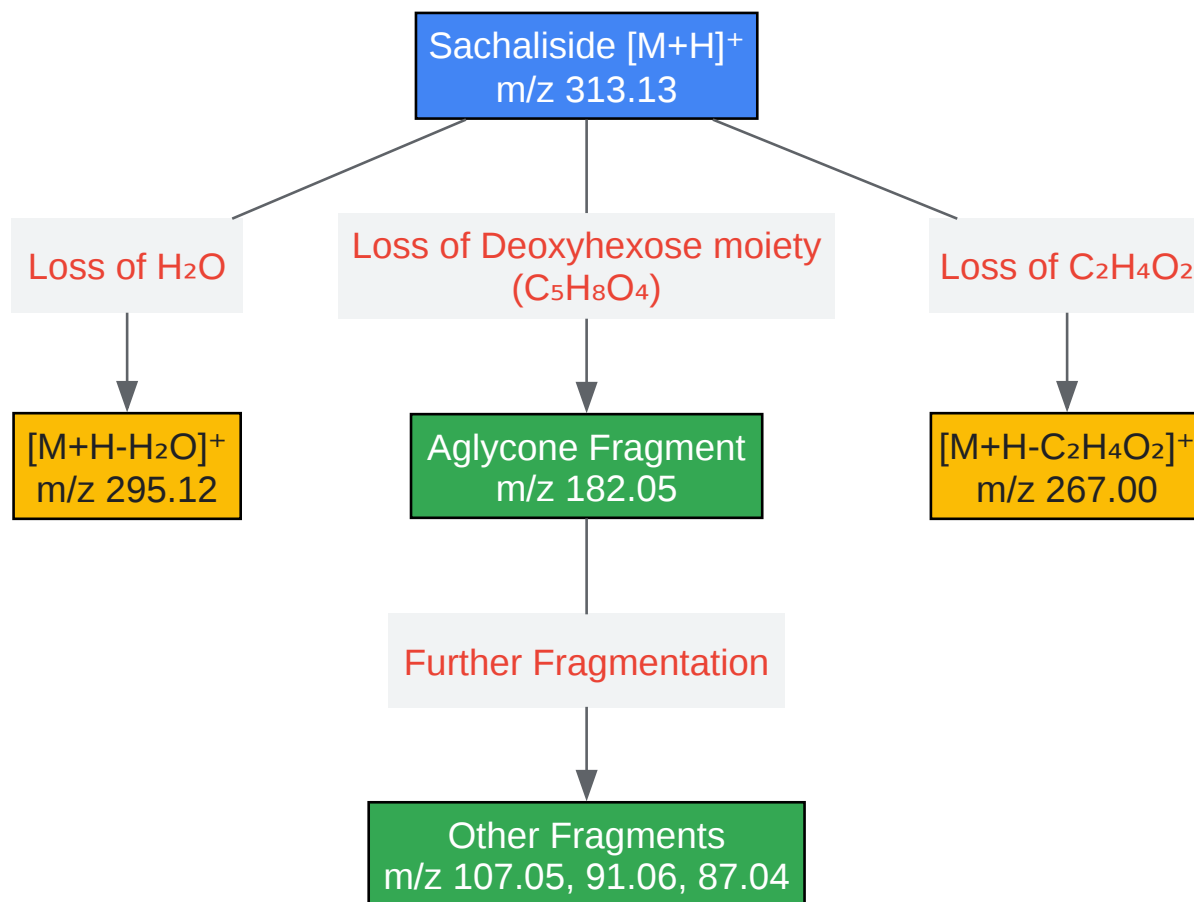 Sachaliside [M+H]⁺
m/z 313.13
Loss of H₂O
Loss of Deoxyhexose moiety
(C₅H₈O₄)
Loss of C₂H₄O₂
[M+H-H₂O]⁺
m/z 295.12
Aglycone Fragment
m/z 182.05
[M+H-C₂H₄O₂]⁺
m/z 267.00
Further Fragmentation
Other Fragments
m/z 107.05, 91.06, 87.04